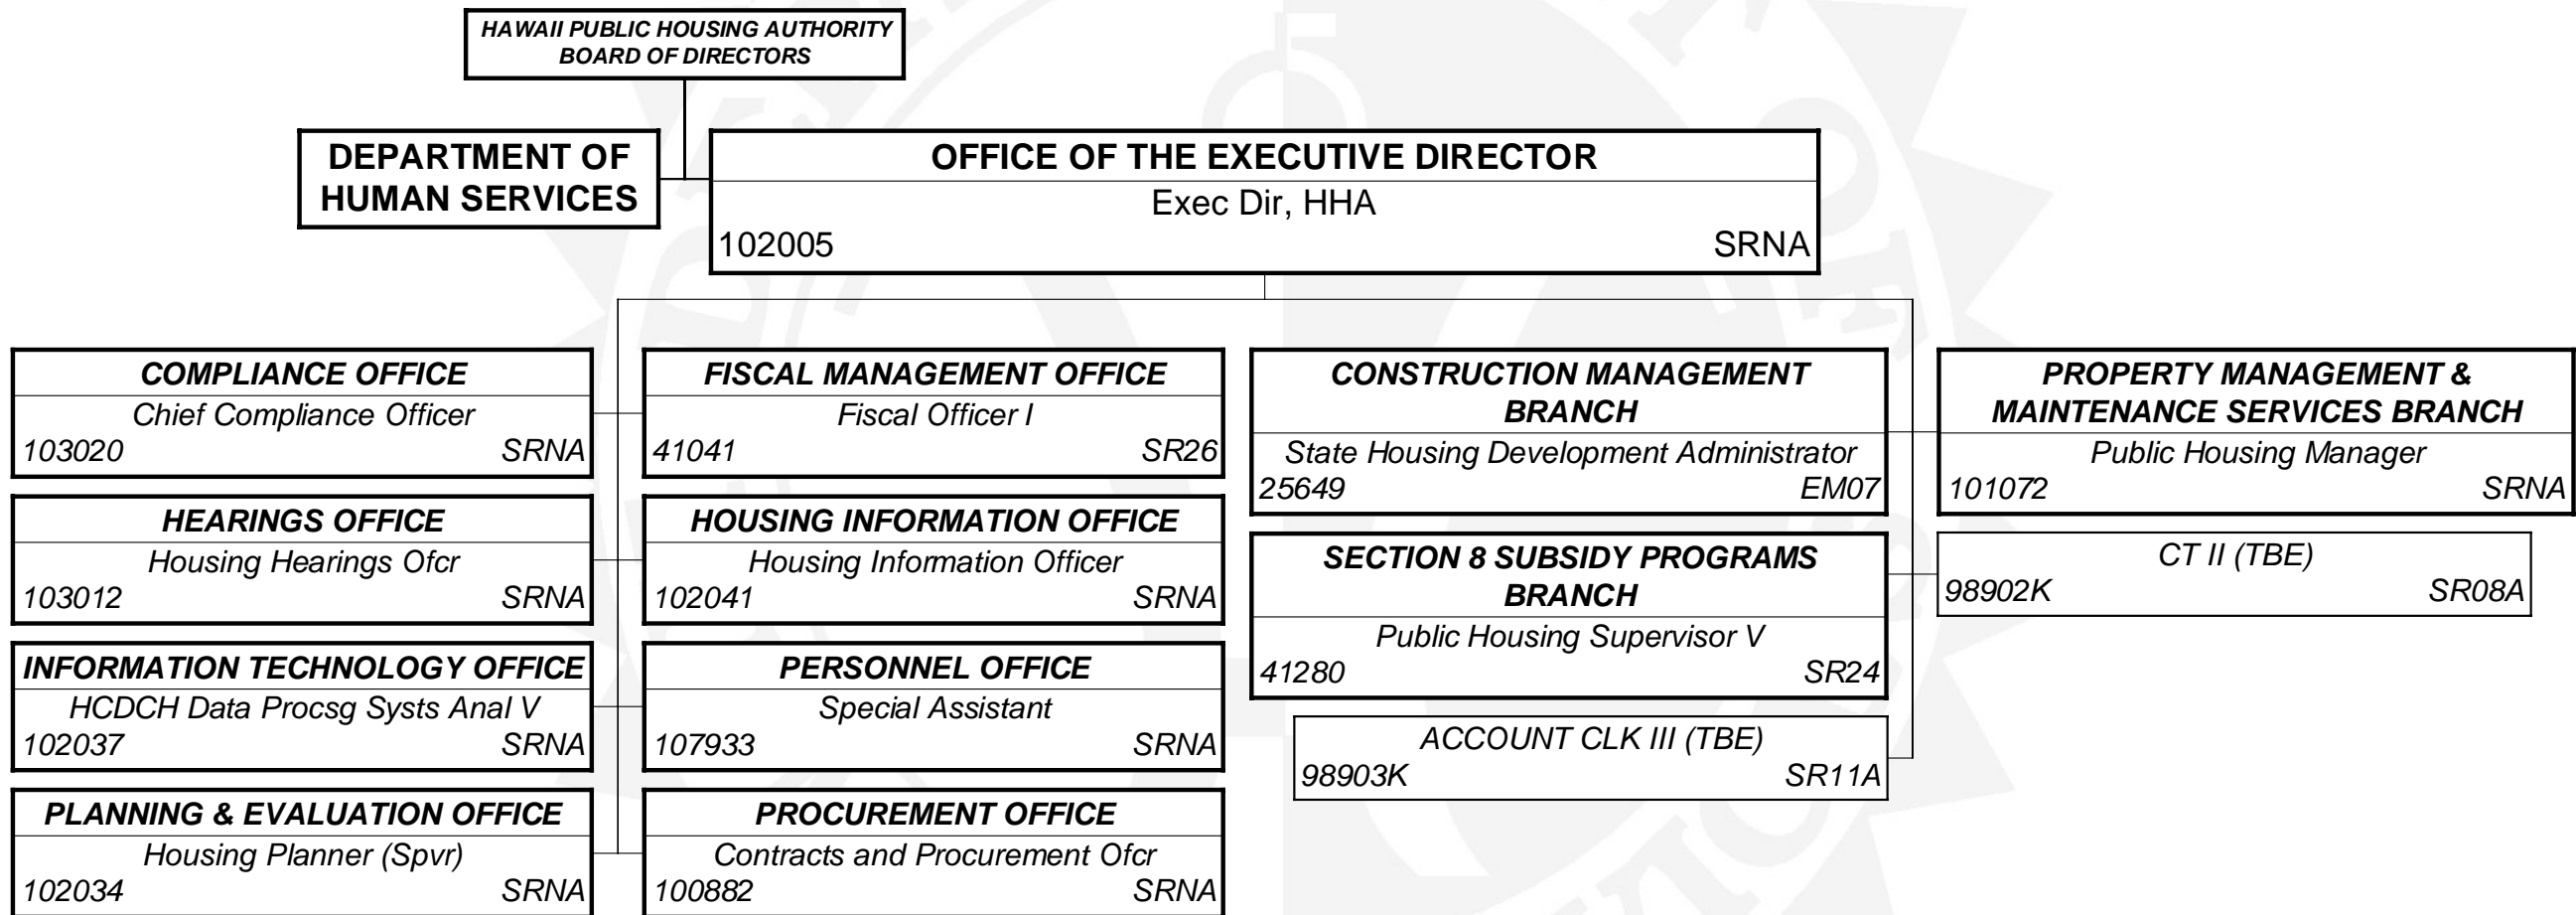 HAWAII PUBLIC HOUSING AUTHORITY
BOARD OF DIRECTORS
DEPARTMENT OF
HUMAN SERVICES
OFFICE OF THE EXECUTIVE DIRECTOR
Exec Dir, HHA
102005 SRNA
COMPLIANCE OFFICE
Chief Compliance Officer
103020 SRNA
FISCAL MANAGEMENT OFFICE
Fiscal Officer I
41041 SR26
CONSTRUCTION MANAGEMENT
BRANCH
State Housing Development Administrator
25649 EM07
PROPERTY MANAGEMENT &
MAINTENANCE SERVICES BRANCH
Public Housing Manager
101072 SRNA
HEARINGS OFFICE
Housing Hearings Ofcr
103012 SRNA
HOUSING INFORMATION OFFICE
Housing Information Officer
102041 SRNA
SECTION 8 SUBSIDY PROGRAMS
BRANCH
Public Housing Supervisor V
41280 SR24
CT II (TBE)
98902K SR08A
INFORMATION TECHNOLOGY OFFICE
HCDCH Data Procsg Systs Anal V
102037 SRNA
PERSONNEL OFFICE
Special Assistant
107933 SRNA
ACCOUNT CLK III (TBE)
98903K SR11A
PLANNING & EVALUATION OFFICE
Housing Planner (Spvr)
102034 SRNA
PROCUREMENT OFFICE
Contracts and Procurement Ofcr
100882 SRNA